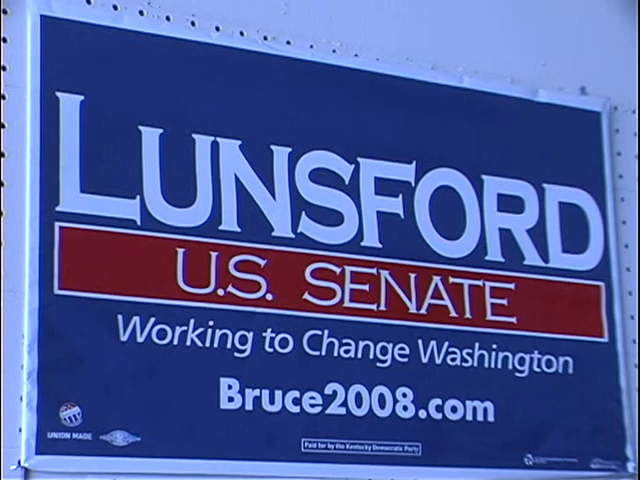 LUNSFORD
U.S. SENATE
Working to Change Washington
Bruce2008.com
UNION MADE
Paid for by the Kentucky Democratic Party